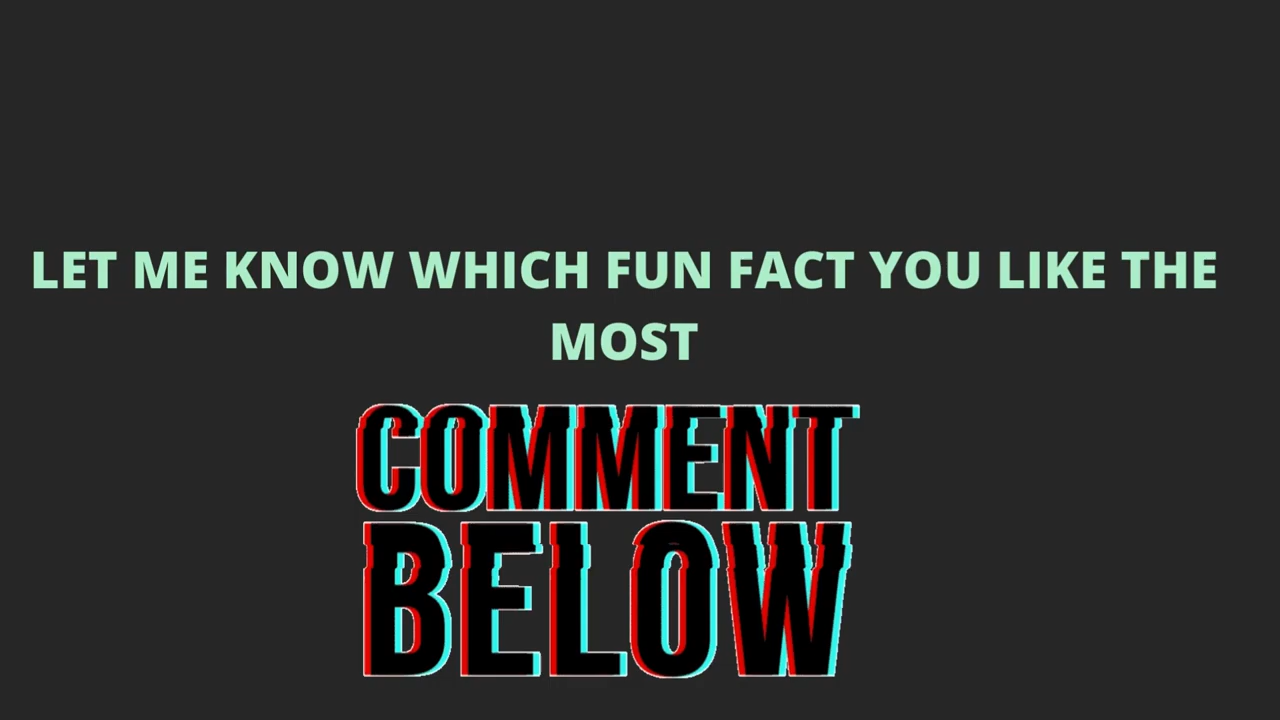 LET ME KNOW WHICH FUN FACT YOU LIKE THE
MOST
COMMENT
BELOW